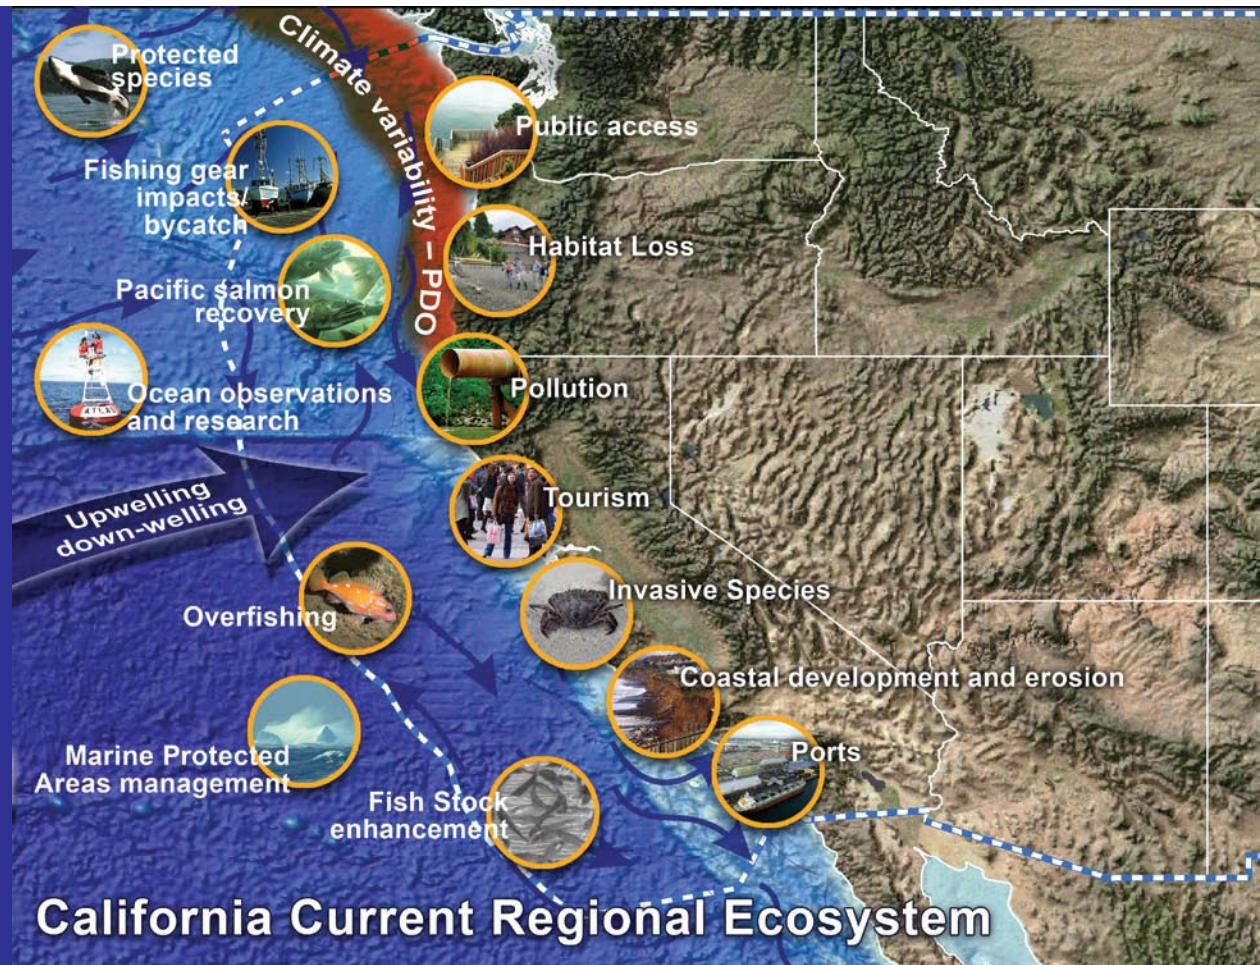 Protected
species
Climate variability – PDO
Public access
Fishing gear
impacts/
bycatch
Habitat Loss
Pacific salmon
recovery
Ocean observations
and research
ATLAS
Pollution
Upwelling
down-welling
Tourism
Overfishing
Invasive Species
Coastal development and erosion
Marine Protected
Areas management
Ports
Fish Stock
enhancement
California Current Regional Ecosystem